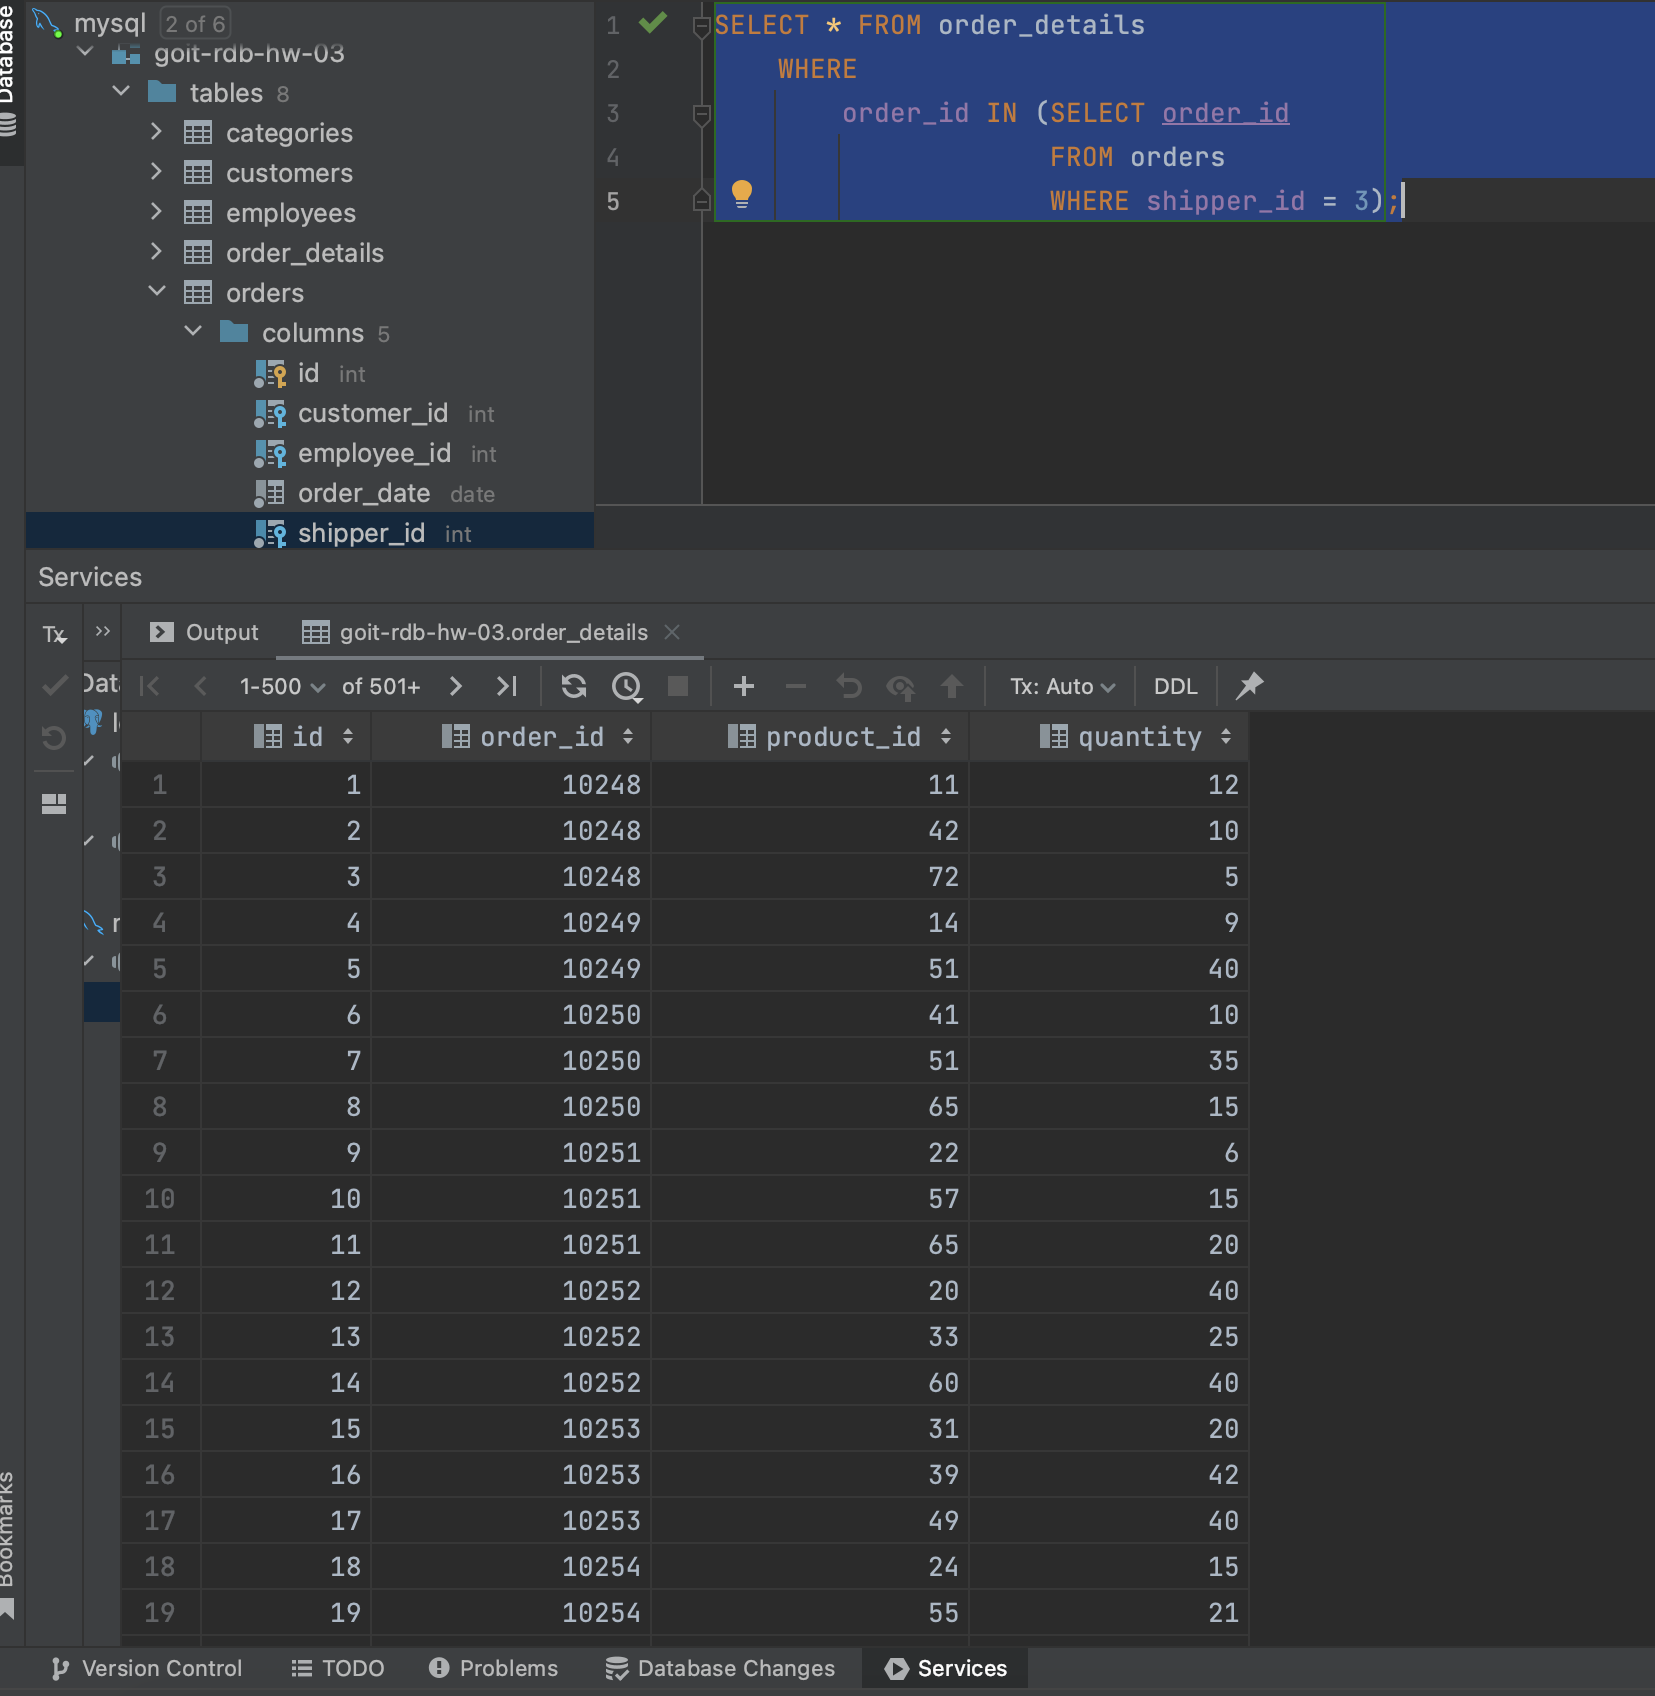 Database
mysql 2 of 6
goit-rdb-hw-03
tables 8
categories
customers
employees
order_details
orders
columns 5
id int
customer_id int
employee_id int
order_date date
shipper_id int
1 SELECT * FROM order_details
2 WHERE
3 order_id IN (SELECT order_id
4 FROM orders
5 WHERE shipper_id = 3);
Services
Tx
Output goit-rdb-hw-03.order_details
1-500 of 501+ Tx: Auto DDL
id order_id product_id quantity
1 1 10248 11 12
2 2 10248 42 10
3 3 10248 72 5
4 4 10249 14 9
5 5 10249 51 40
6 6 10250 41 10
7 7 10250 51 35
8 8 10250 65 15
9 9 10251 22 6
10 10 10251 57 15
11 11 10251 65 20
12 12 10252 20 40
13 13 10252 33 25
14 14 10252 60 40
15 15 10253 31 20
16 16 10253 39 42
17 17 10253 49 40
18 18 10254 24 15
19 19 10254 55 21
Bookmarks
Version Control TODO Problems Database Changes Services